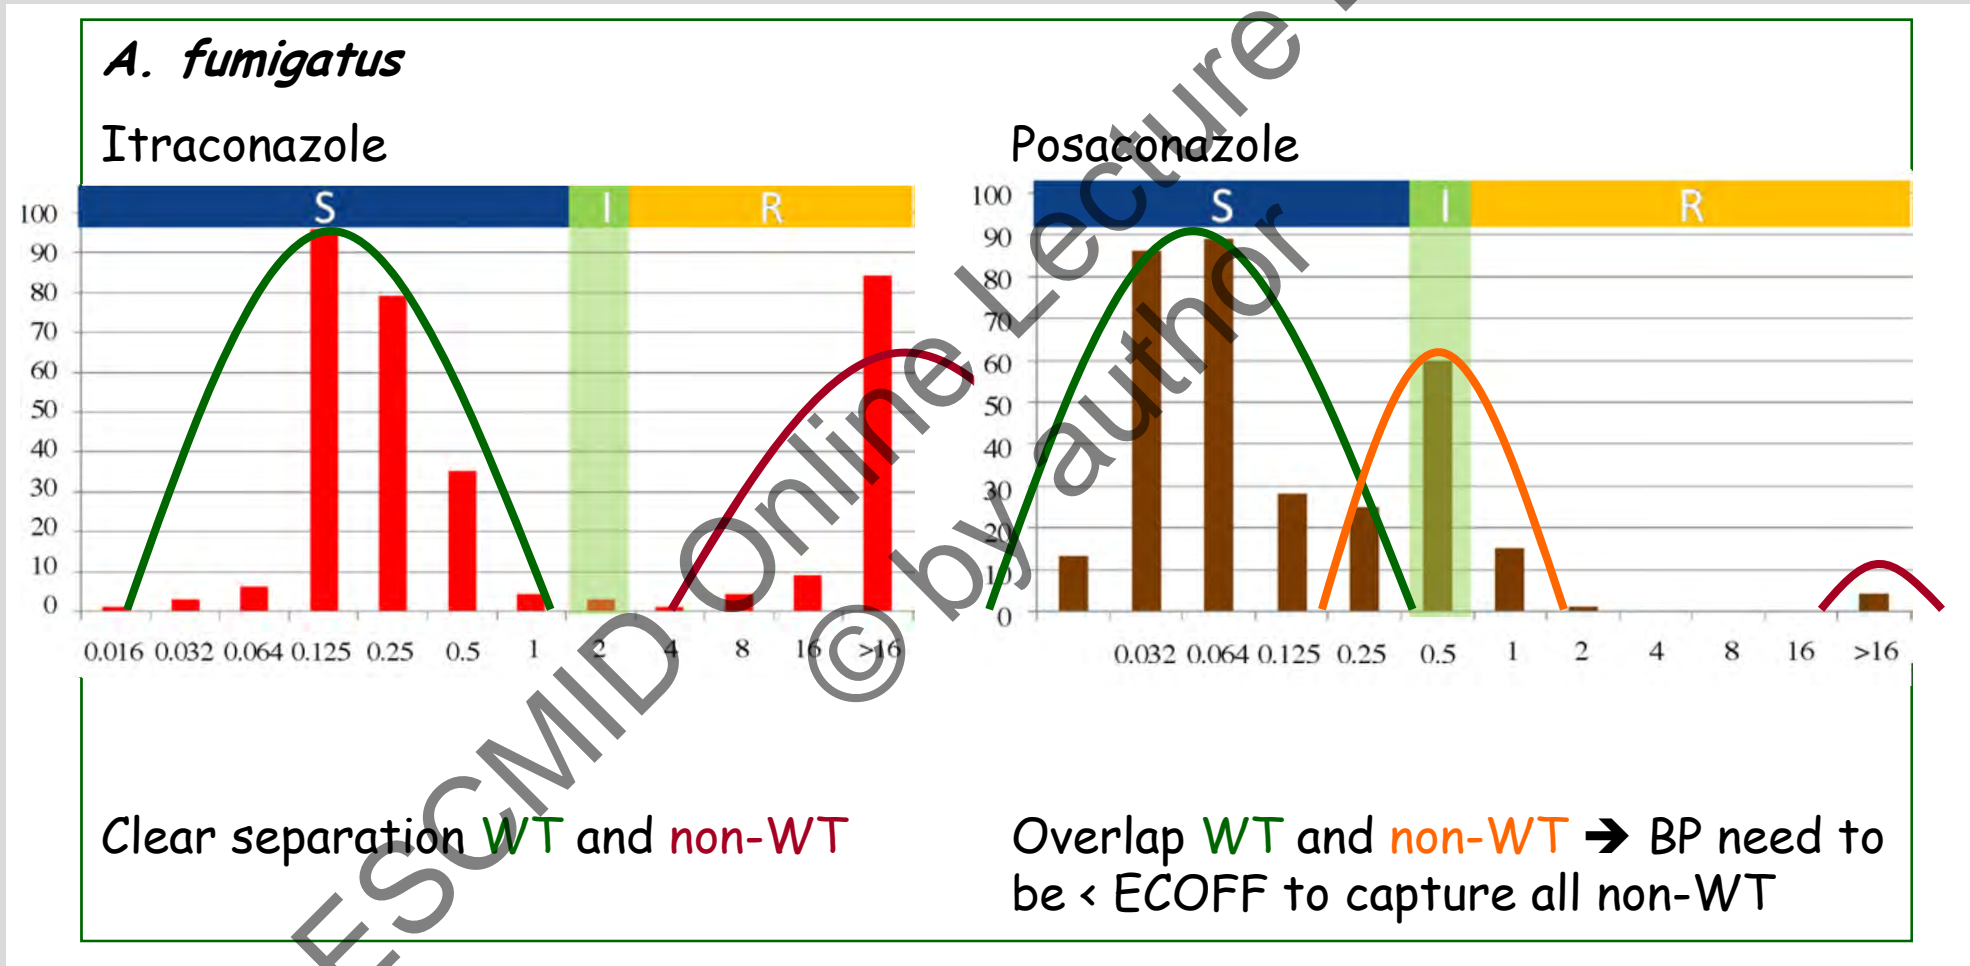 A. fumigatus
Itraconazole
Posaconazole
S I R
100
90
80
70
60
50
40
30
20
10
0
0.016 0.032 0.064 0.125 0.25 0.5 1 2 4 8 16 >16
S I R
100
90
80
70
60
50
40
30
20
10
0
0.032 0.064 0.125 0.25 0.5 1 2 4 8 16 >16
Clear separation WT and non-WT
Overlap WT and non-WT ➔ BP need to
be < ECOFF to capture all non-WT
ESCMID Online Lecture
© by author